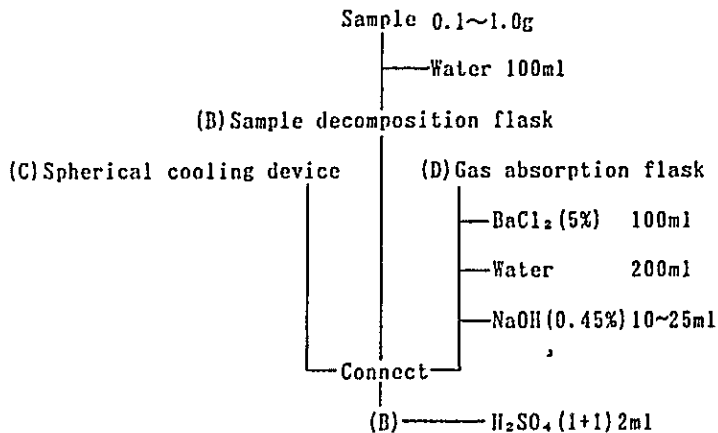 Sample 0.1~1.0g
Water 100ml
(B)Sample decomposition flask
(C)Spherical cooling device (D)Gas absorption flask
BaCl₂(5%) 100ml
Water 200ml
NaOH(0.45%)10~25ml
Connect
(B) H₂SO₄(1+1)2ml